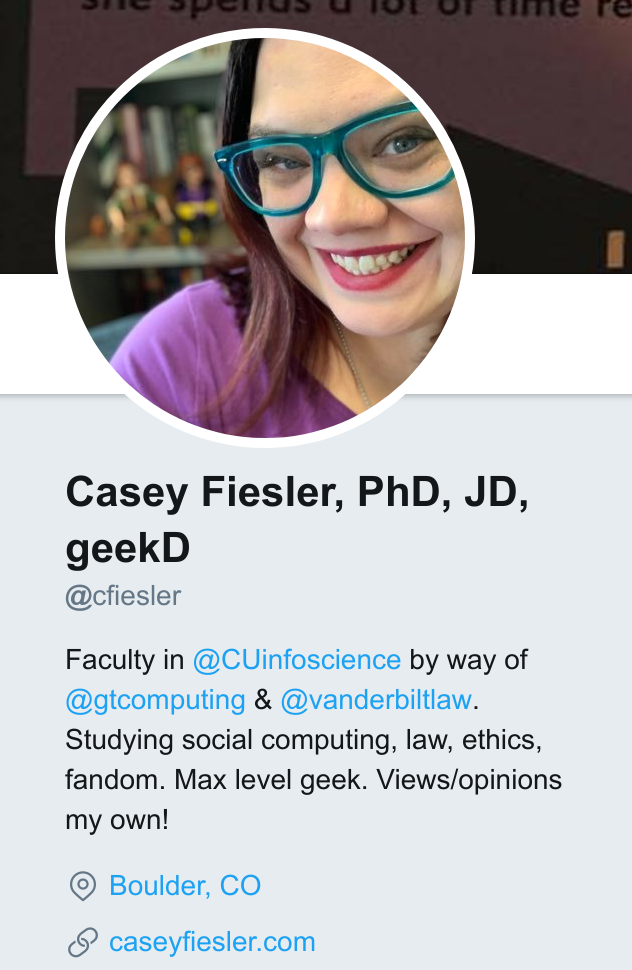 she spends a lot of time re
Casey Fiesler, PhD, JD,
geekD
@cfiesler
Faculty in @CUinfoscience by way of
@gtcomputing & @vanderbiltlaw.
Studying social computing, law, ethics,
fandom. Max level geek. Views/opinions
my own!
Boulder, CO
caseyfiesler.com